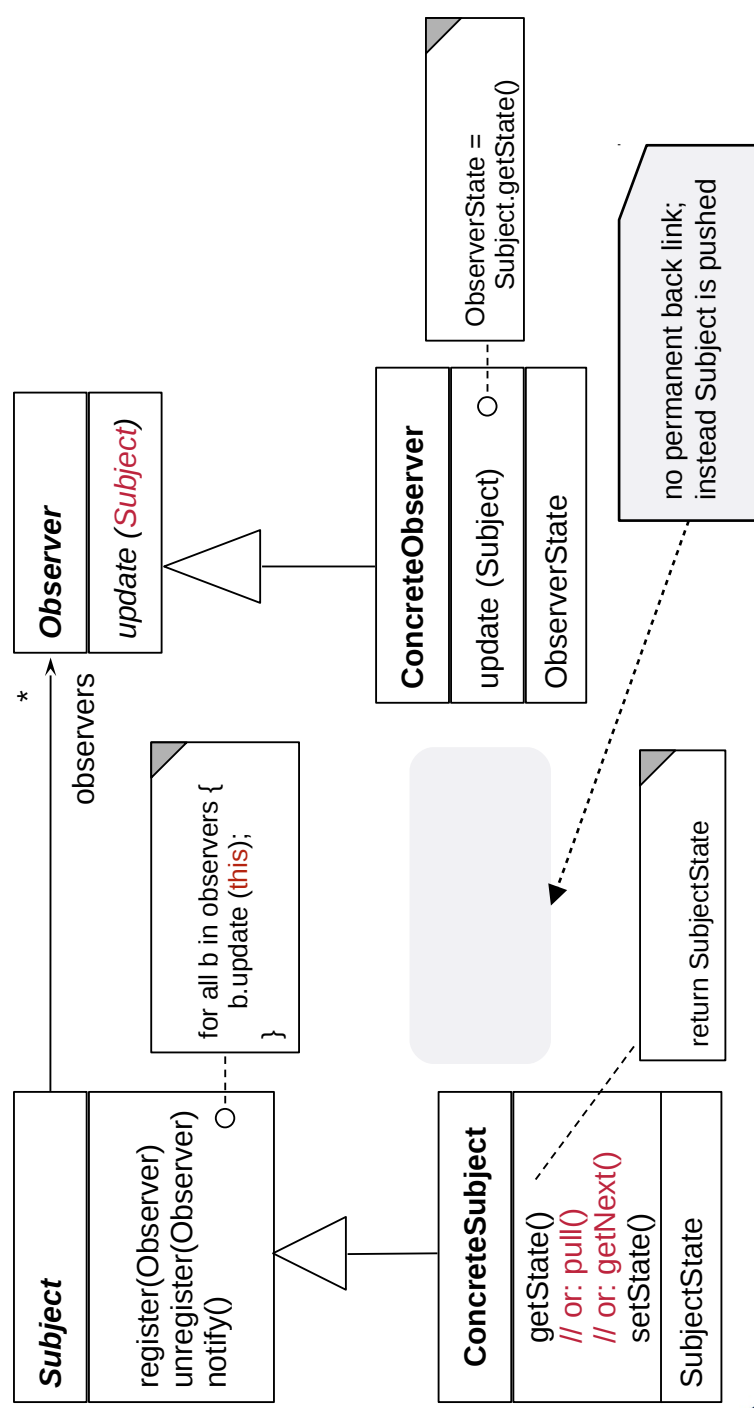 Subject
register(Observer)
unregister(Observer)
notify()
*
observers
Observer
update (Subject)
for all b in observers {
b.update (this);
}
ConcreteSubject
getState()
// or: pull()
// or: getNext()
setState()
SubjectState
ConcreteObserver
update (Subject)
ObserverState
ObserverState =
Subject.getState()
return SubjectState
no permanent back link;
instead Subject is pushed